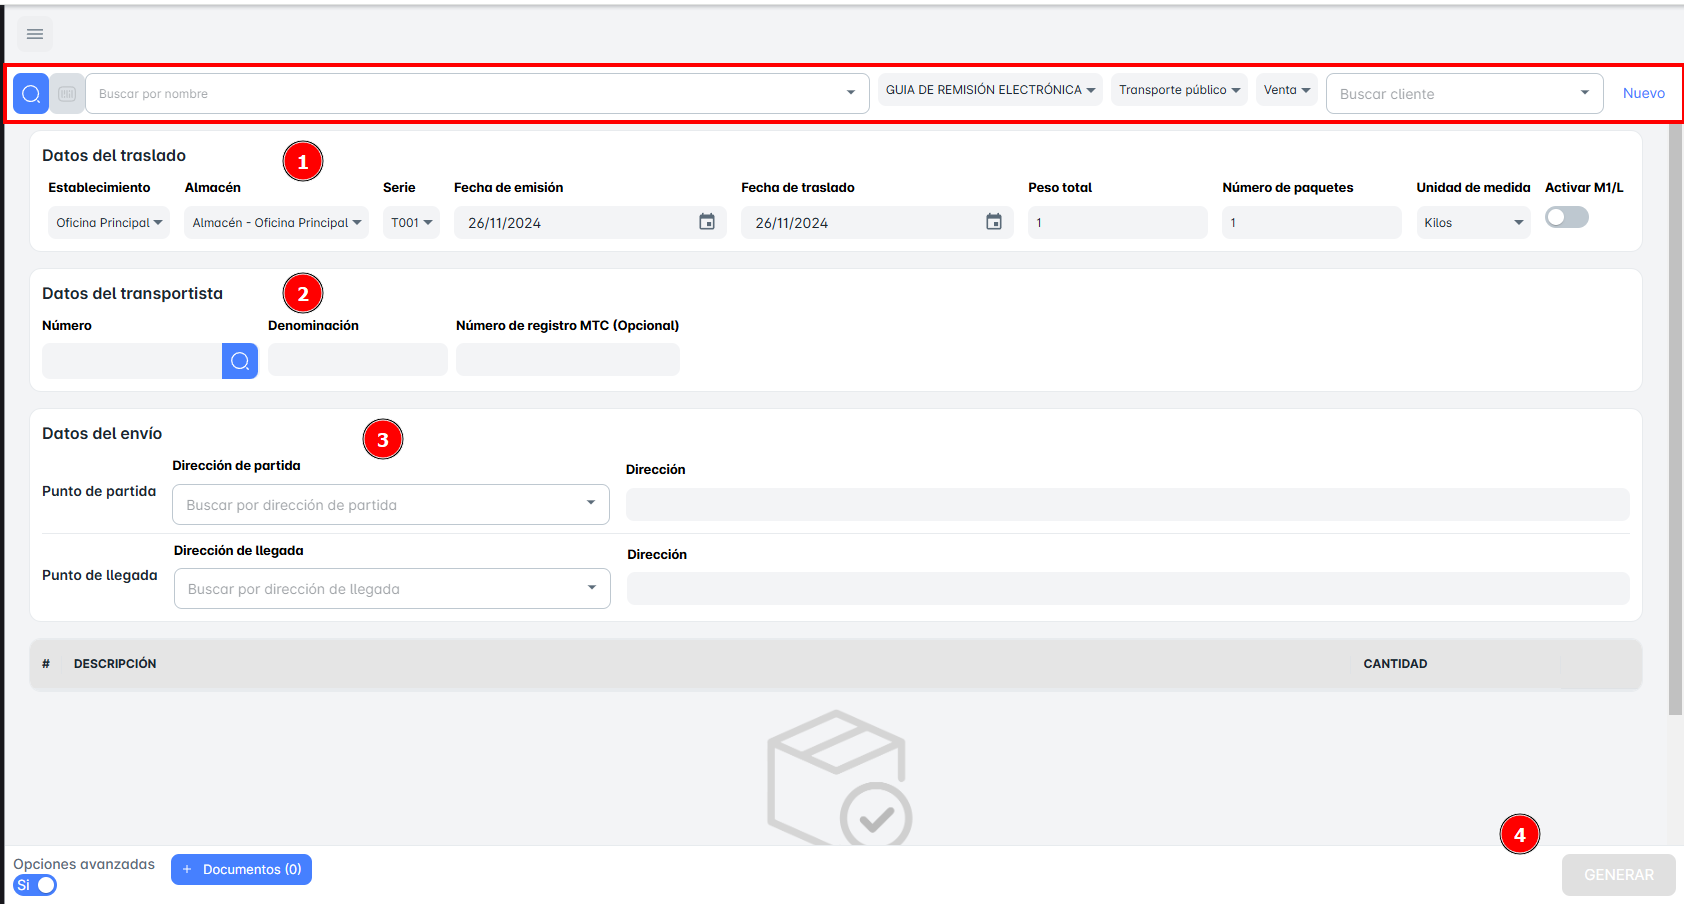 Buscar por nombre GUIA DE REMISIÓN ELECTRÓNICA Transporte público Venta Buscar cliente Nuevo
Datos del traslado 1
Establecimiento Almacén Serie Fecha de emisión Fecha de traslado Peso total Número de paquetes Unidad de medida Activar M1/L
Oficina Principal Almacén - Oficina Principal T001 26/11/2024 26/11/2024 1 1 Kilos
Datos del transportista 2
Número Denominación Número de registro MTC (Opcional)
Datos del envío 3
Dirección de partida Dirección
Punto de partida Buscar por dirección de partida
Dirección de llegada Dirección
Punto de llegada Buscar por dirección de llegada
# DESCRIPCIÓN CANTIDAD
4
Opciones avanzadas
Si + Documentos (0) GENERAR